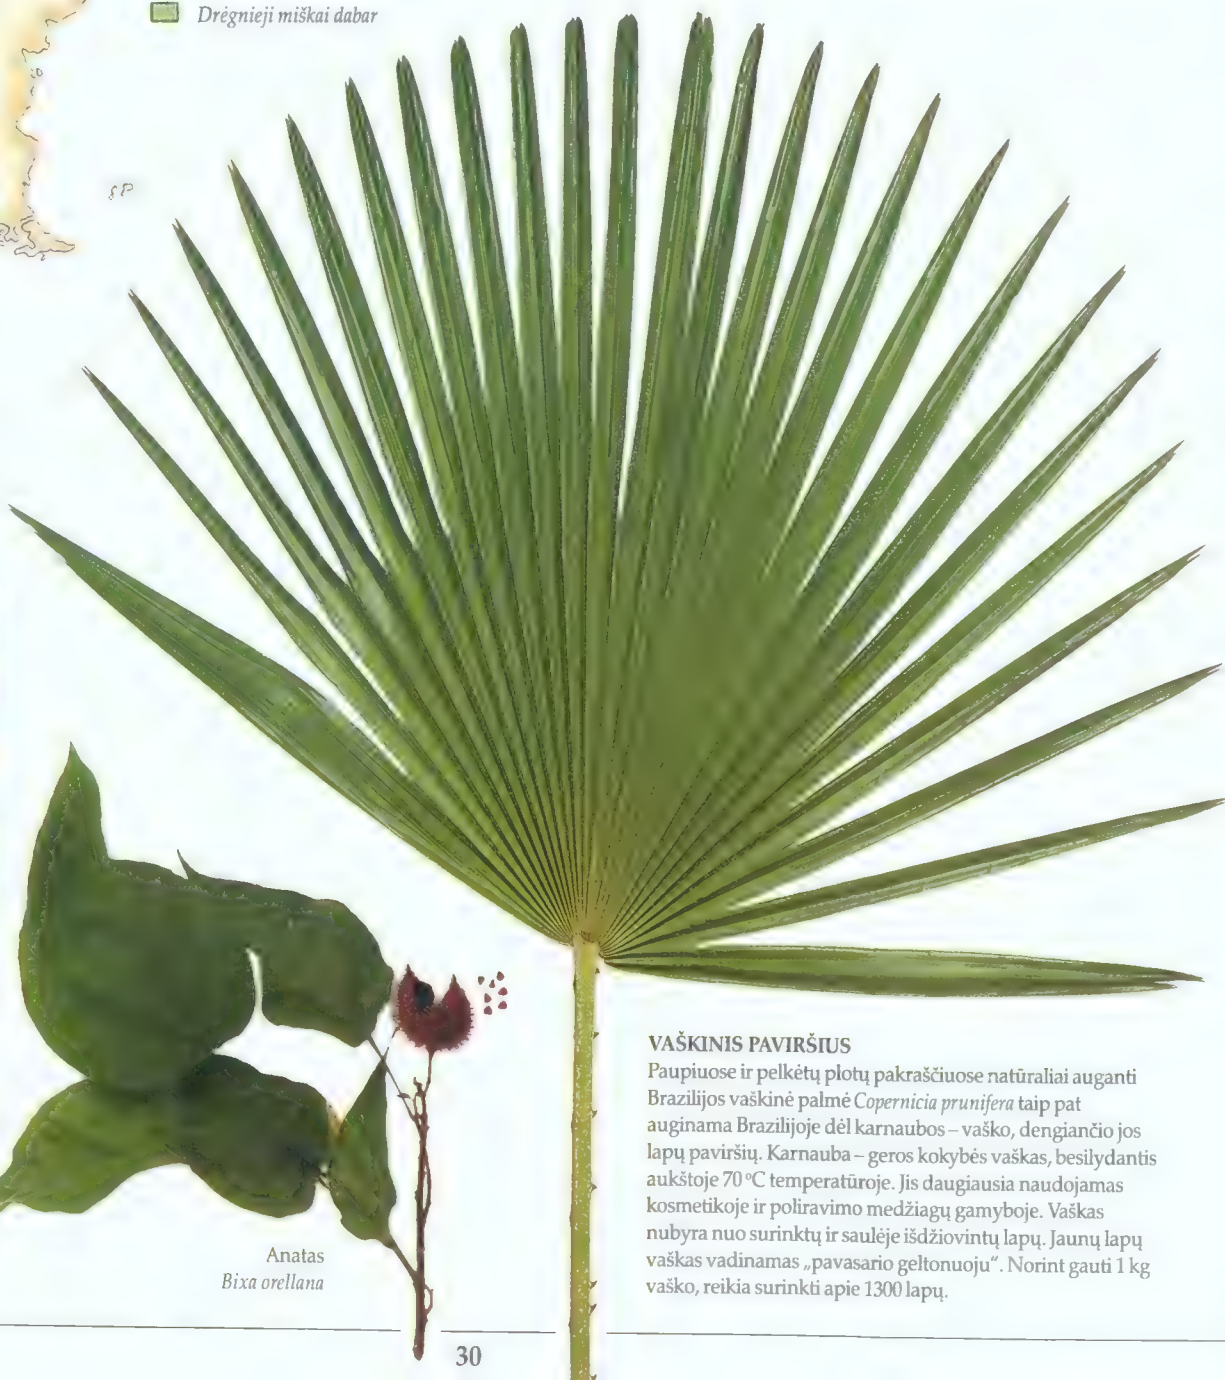 Drėgnieji miškai dabar
VAŠKINIS PAVIRŠIUS
Paupiuose ir pelkėtų plotų pakraščiuose natūraliai auganti
Brazilijos vaškinė palmė Copernicia prunifera taip pat
auginama Brazilijoje dėl karnaubos – vaško, dengiančio jos
lapų paviršių. Karnauba – geros kokybės vaškas, besilydantis
aukštoje 70 °C temperatūroje. Jis daugiausia naudojamas
kosmetikoje ir poliravimo medžiagų gamyboje. Vaškas
nubyra nuo surinktų ir saulėje išdžiovintų lapų. Jaunų lapų
vaškas vadinamas „pavasario geltonuoju“. Norint gauti 1 kg
vaško, reikia surinkti apie 1300 lapų.
Anatas
Bixa orellana
30